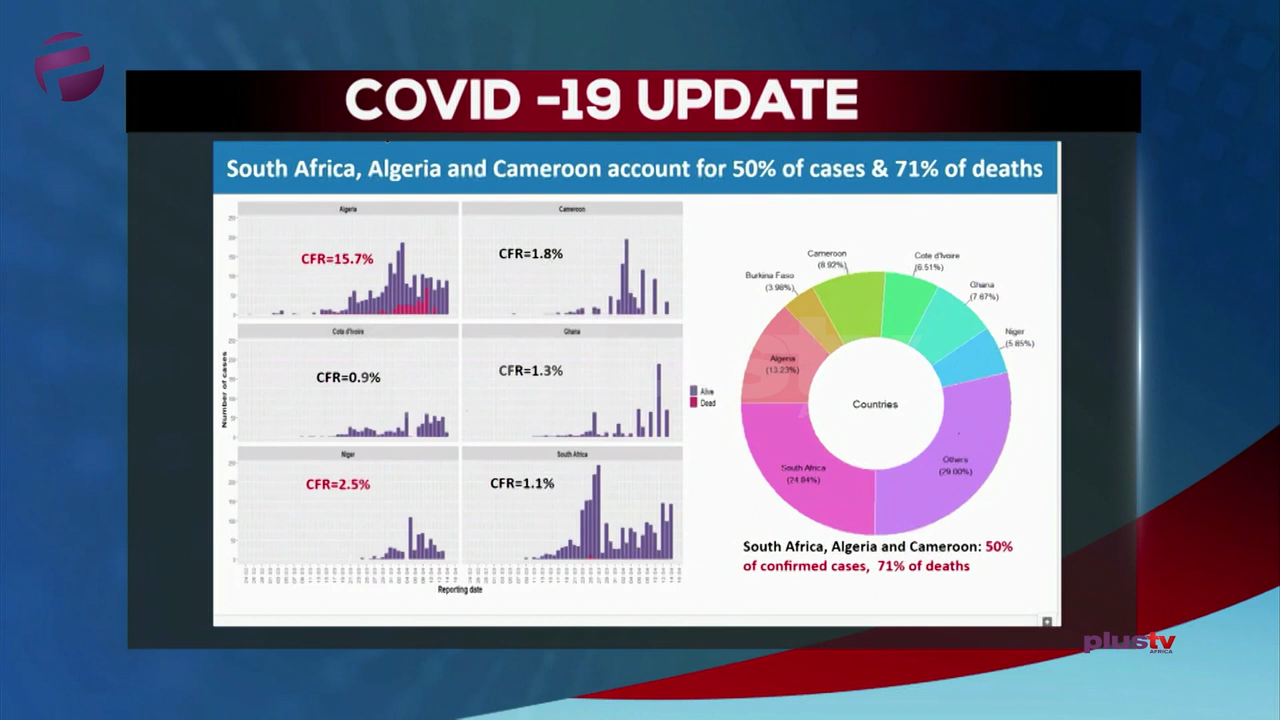 COVID -19 UPDATE
South Africa, Algeria and Cameroon account for 50% of cases & 71% of deaths
Algeria
Cameroon
CFR=15.7%
CFR=1.8%
Cote d'Ivoire
Ghana
CFR=0.9%
CFR=1.3%
Niger
South Africa
CFR=2.5%
CFR=1.1%
Number of cases
Reporting date
Alive
Dead
Cameroon
(8.92%)
Cote d'Ivoire
(6.51%)
Burkina Faso
(3.98%)
Ghana
(7.67%)
Niger
(5.85%)
Algeria
(13.23%)
Countries
South Africa
(24.84%)
Others
(29.00%)
South Africa, Algeria and Cameroon: 50%
of confirmed cases, 71% of deaths
plustv
AFRICA